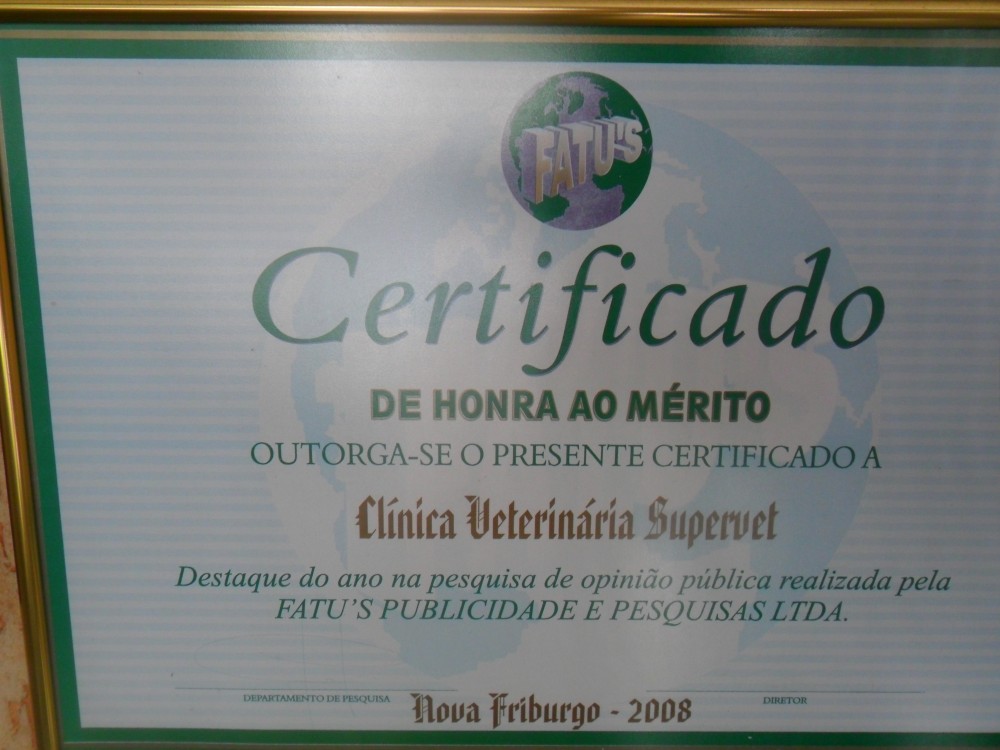 FATU'S
Certificado
DE HONRA AO MÉRITO
OUTORGA-SE O PRESENTE CERTIFICADO A
Clínica Veterinária Supervet
Destaque do ano na pesquisa de opinião pública realizada pela
FATU'S PUBLICIDADE E PESQUISAS LTDA.
DEPARTAMENTO DE PESQUISA
Nova Friburgo - 2008
DIRETOR